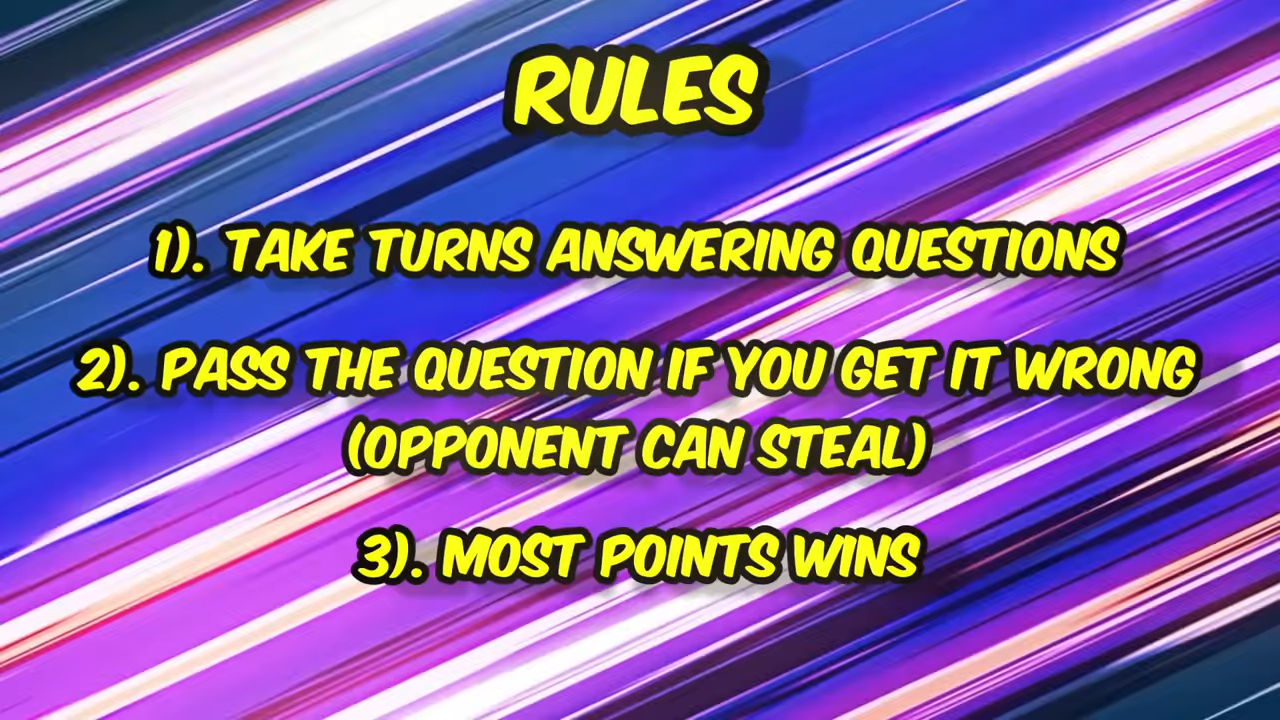 RULES
1). TAKE TURNS ANSWERING QUESTIONS
2). PASS THE QUESTION IF YOU GET IT WRONG
(OPPONENT CAN STEAL)
3). MOST POINTS WINS